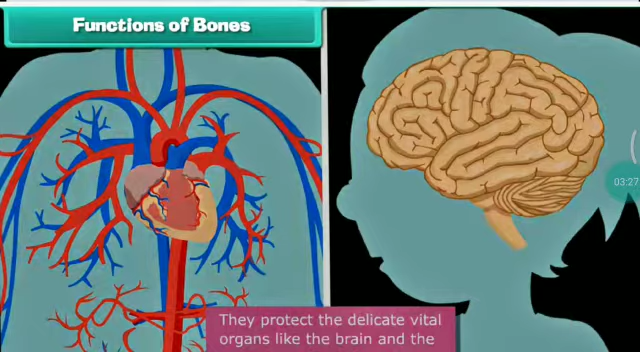 Functions of Bones
03:27
They protect the delicate vital
organs like the brain and the